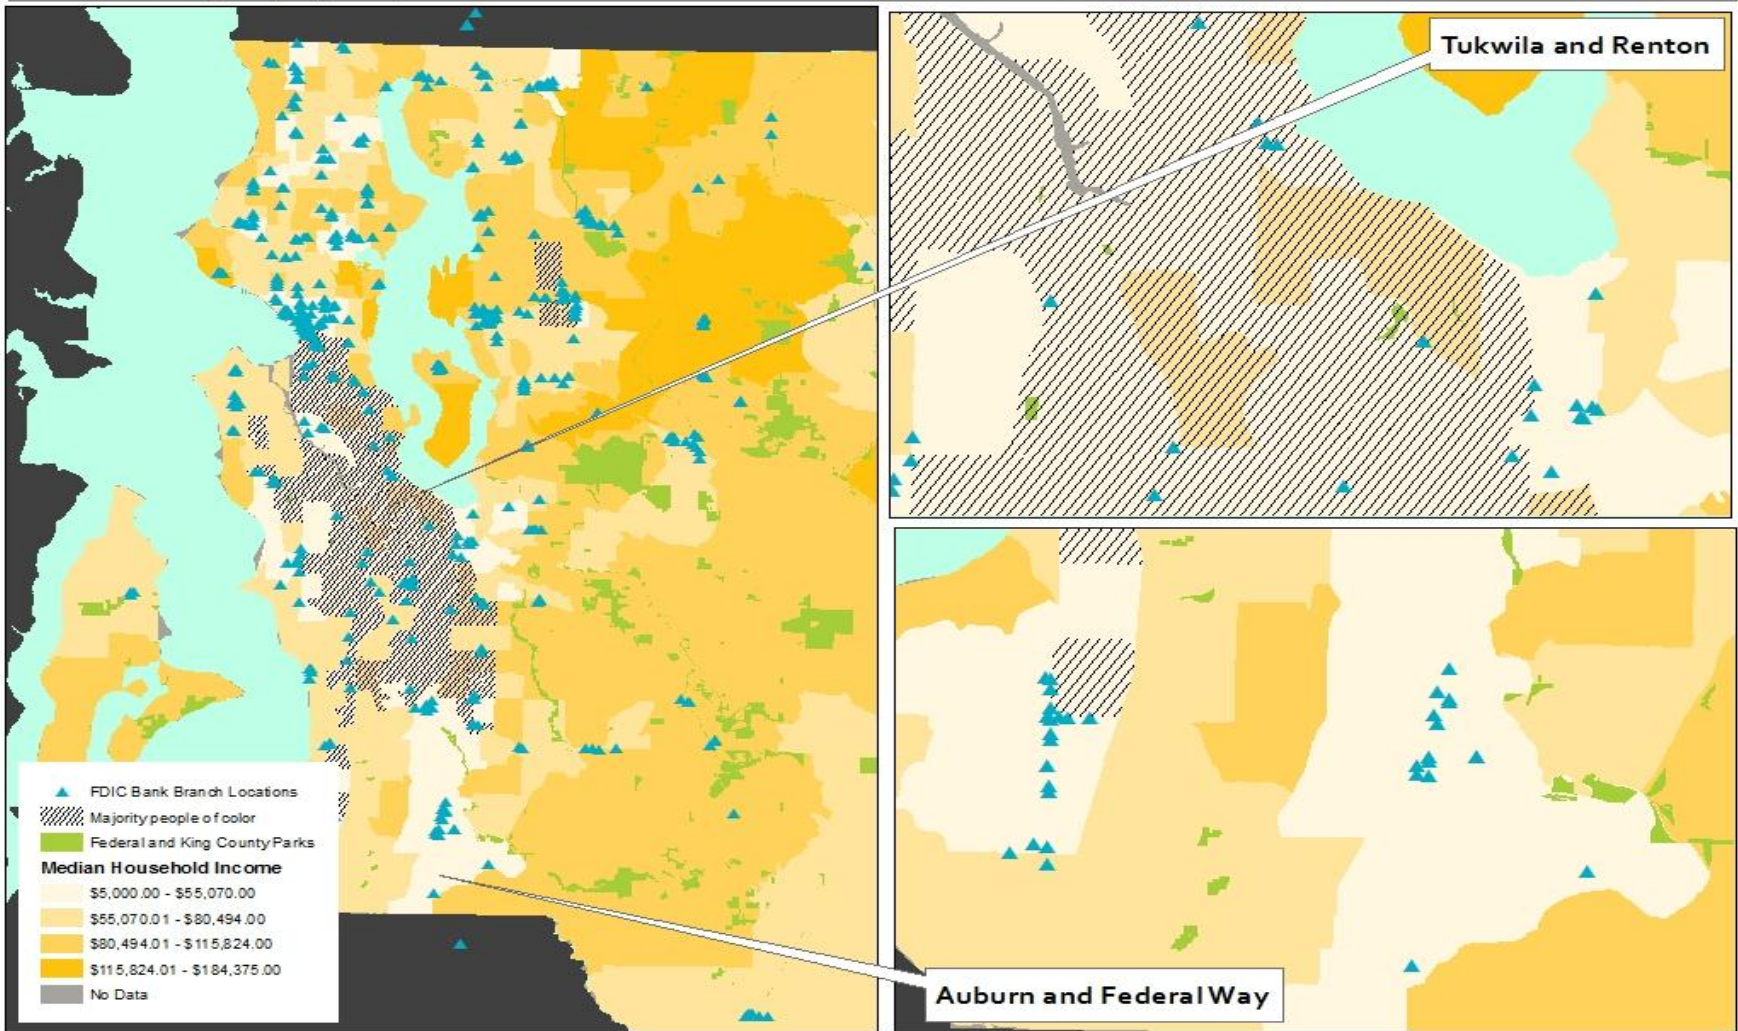 Tukwila and Renton
FDIC Bank Branch Locations
Majority people of color
Federal and King County Parks
Median Household Income
$5,000.00 - $55,070.00
$55,070.01 - $80,494.00
$80,494.01 - $115,824.00
$115,824.01 - $184,375.00
No Data
Auburn and Federal Way